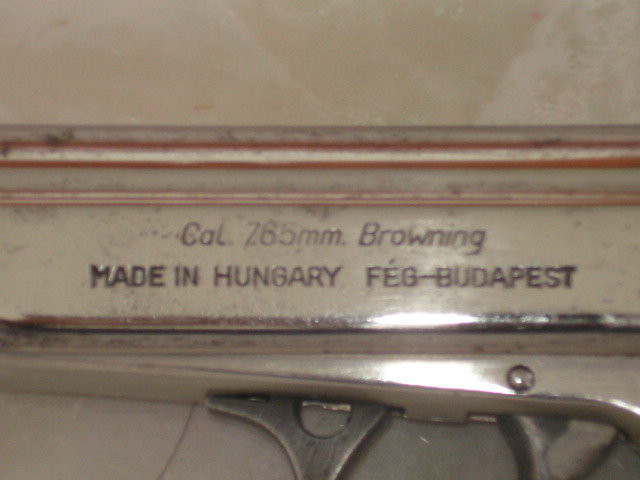 Cal. 7.65mm. Browning
MADE IN HUNGARY FÉG-BUDAPEST